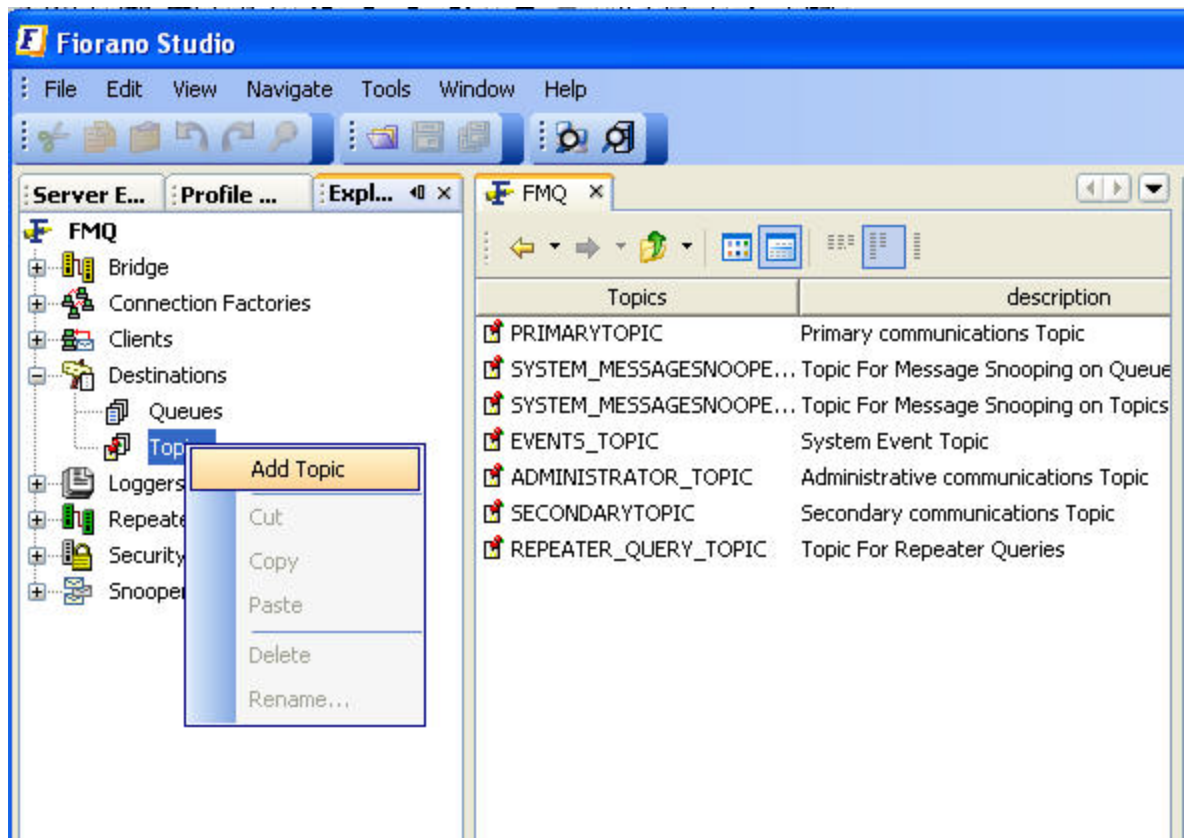 Fiorano Studio
File Edit View Navigate Tools Window Help
Server E... Profile ... Expl...
FMQ
Bridge
Connection Factories
Clients
Destinations
Queues
Loggers
Security
Add Topic
Cut
Copy
Paste
Delete
Rename...
FMQ
Topics description
PRIMARYTOPIC Primary communications Topic
SYSTEM_MESSAGESNOOPE... Topic For Message Snooping on Queue
SYSTEM_MESSAGESNOOPE... Topic For Message Snooping on Topics
EVENTS_TOPIC System Event Topic
ADMINISTRATOR_TOPIC Administrative communications Topic
SECONDARYTOPIC Secondary communications Topic
REPEATER_QUERY_TOPIC Topic For Repeater Queries